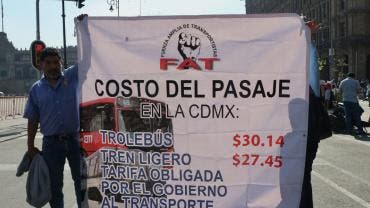 FUERZA AMPLIA DE TRANSPORTISTAS
FAT
COSTO DEL PASAJE
EN LA CDMX:
TROLEBÚS $30.14
TREN LIGERO $27.45
TARIFA OBLIGADA
POR EL GOBIERNO
AL TRANSPORTE